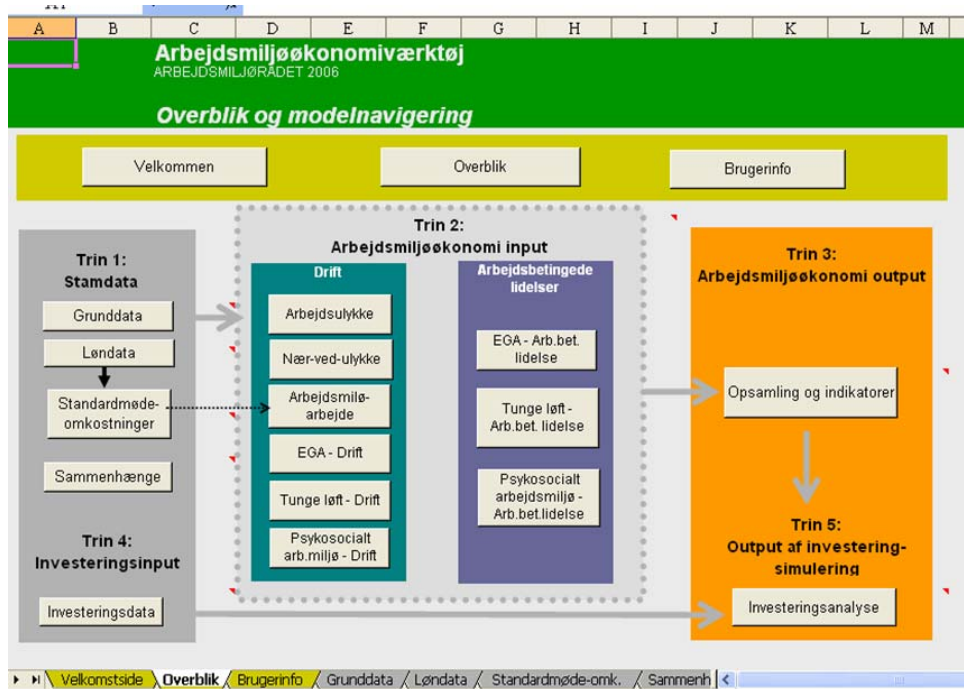 A B C D E F G H I J K L M
Arbejdsmiljøøkonomiværktøj
ARBEJDSMILJØRÅDET 2006
Overblik og modelnavigering
Velkommen
Overblik
Brugerinfo
Trin 1:
Stamdata
Grunddata
Løndata
Standardmøde-
omkostninger
Sammenhænge
Trin 4:
Investeringsinput
Investeringsdata
Trin 2:
Arbejdsmiljøøkonomi input
Drift
Arbejdsulykke
Nær-ved-ulykke
Arbejdsmilø-
arbejde
EGA - Drift
Tunge løft - Drift
Psykosocialt
arb.miljø - Drift
Arbejdsbetingede
lidelser
EGA - Arb.bet.
lidelse
Tunge løft -
Arb.bet. lidelse
Psykosocialt
arbejdsmiljø -
Arb.bet.lidelse
Trin 3:
Arbejdsmiljøøkonomi output
Opsamling og indikatorer
Trin 5:
Output af investering-
simulering
Investeringsanalyse
Velkomstside Overblik Brugerinfo Grunddata Løndata Standardmøde-omk. Sammenh